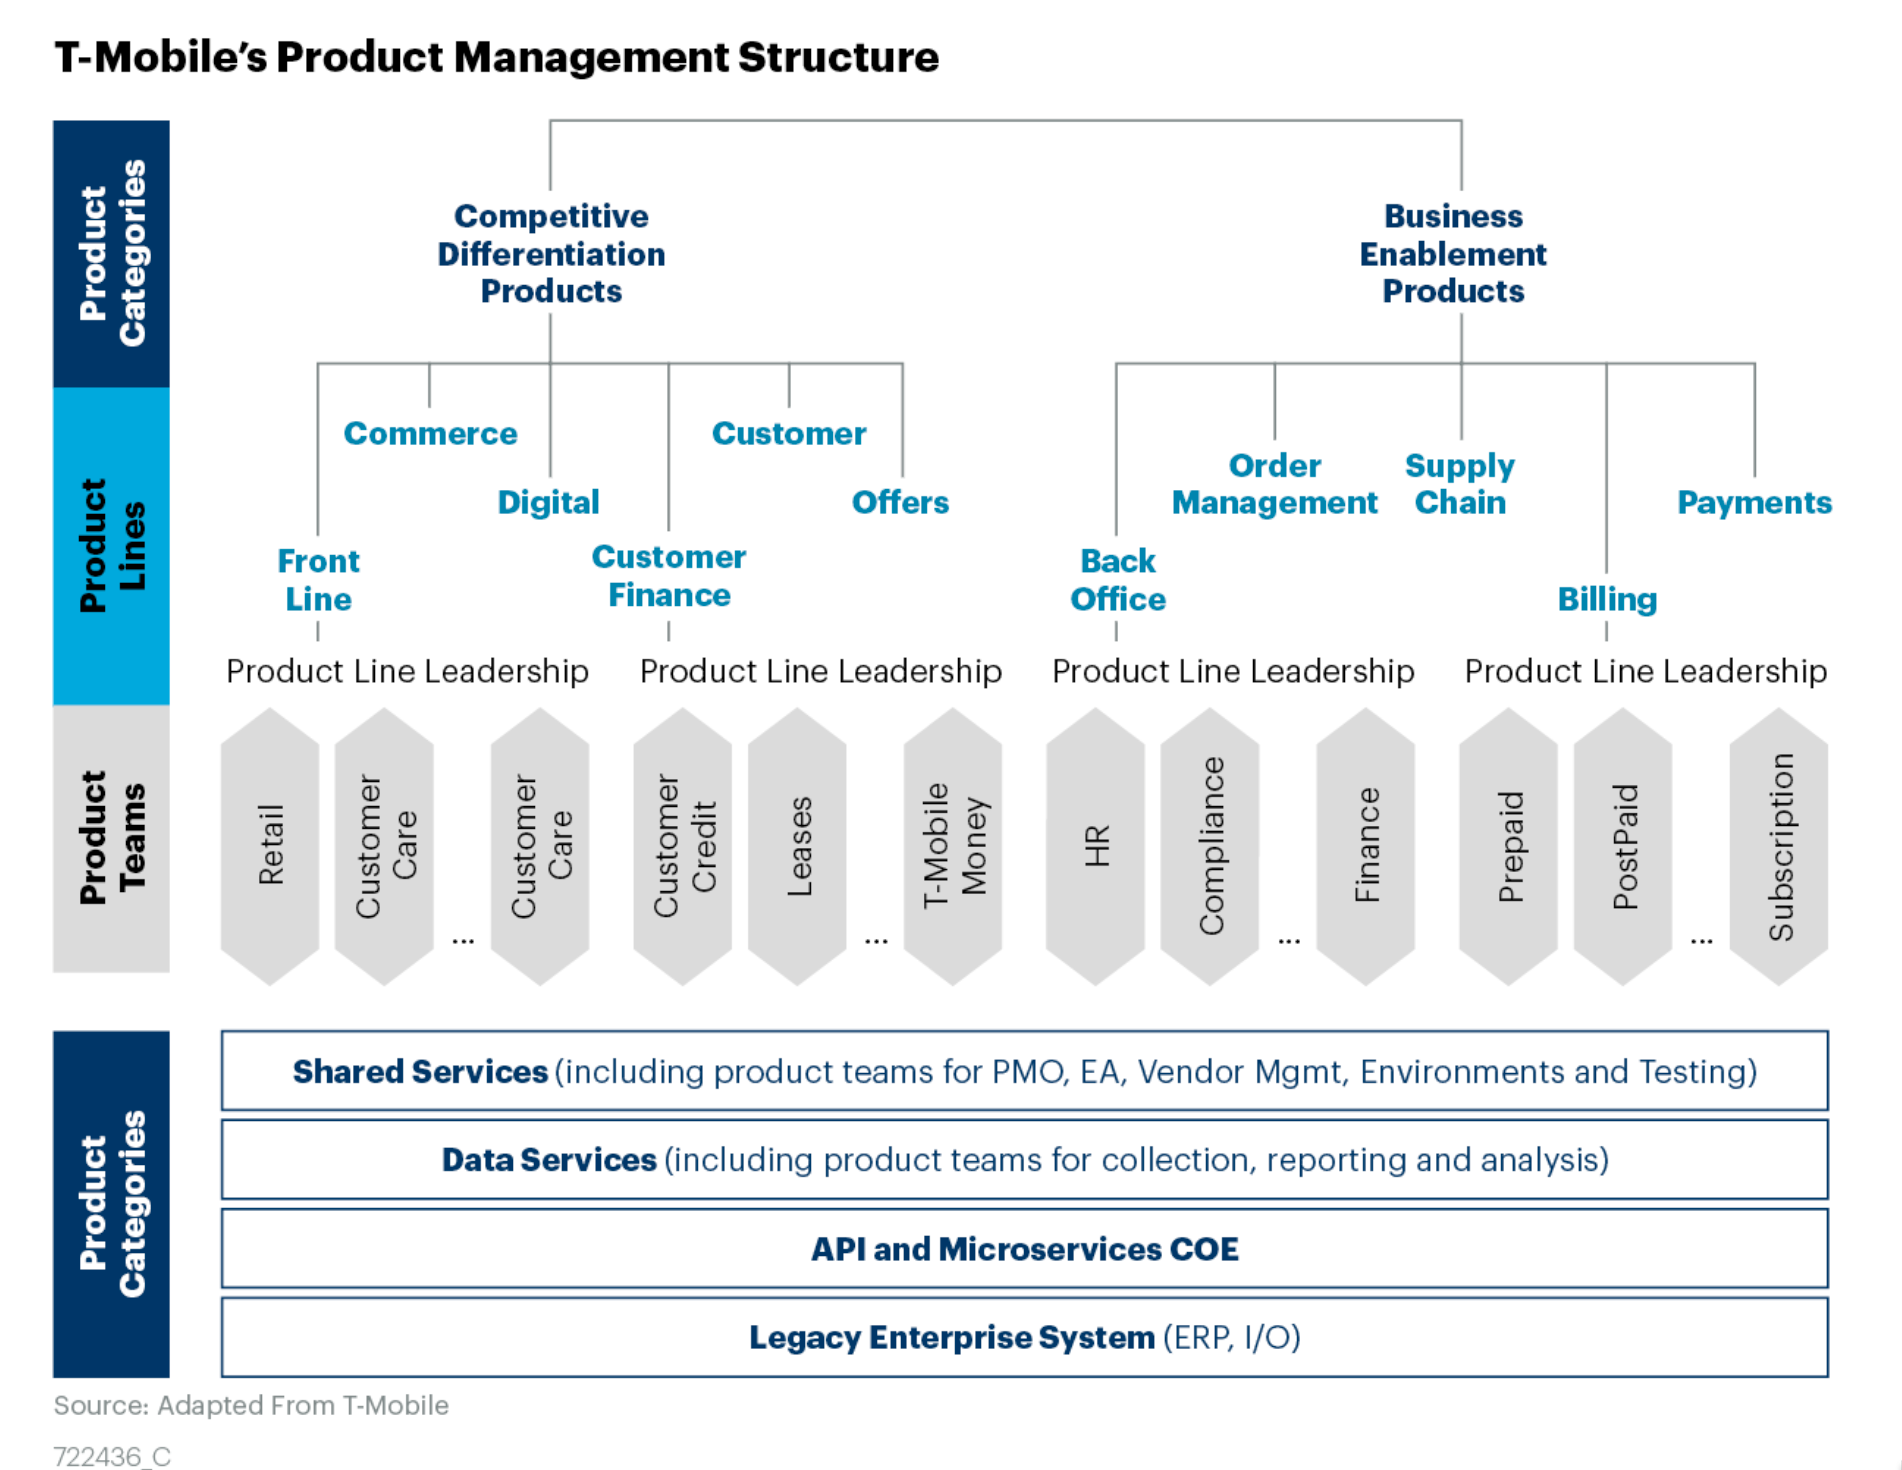 T-Mobile's Product Management Structure
Product
Categories
Competitive
Differentiation
Products
Business
Enablement
Products
Product
Lines
Commerce
Customer
Digital
Offers
Front
Line
Customer
Finance
Order
Management
Supply
Chain
Payments
Back
Office
Billing
Product Line Leadership
Product Line Leadership
Product Line Leadership
Product Line Leadership
Product
Teams
Retail
Customer
Care
...
Customer
Care
Customer
Credit
Leases
...
T-Mobile
Money
HR
Compliance
...
Finance
Prepaid
PostPaid
...
Subscription
Product
Categories
Shared Services (including product teams for PMO, EA, Vendor Mgmt, Environments and Testing)
Data Services (including product teams for collection, reporting and analysis)
API and Microservices COE
Legacy Enterprise System (ERP, I/O)
Source: Adapted From T-Mobile
722436_C